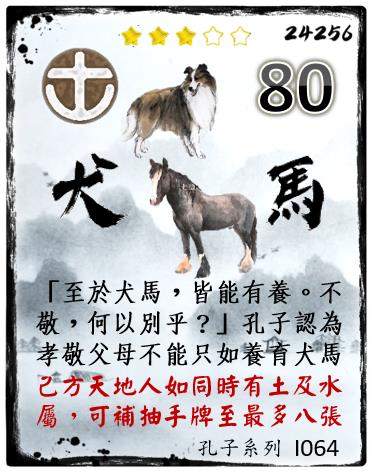 24256
80
犬 馬
「至於犬馬，皆能有養。不
敬，何以別乎？」孔子認為
孝敬父母不能只如養育犬馬
己方天地人如同時有土及水
屬，可補抽手牌至最多八張
孔子系列 I064